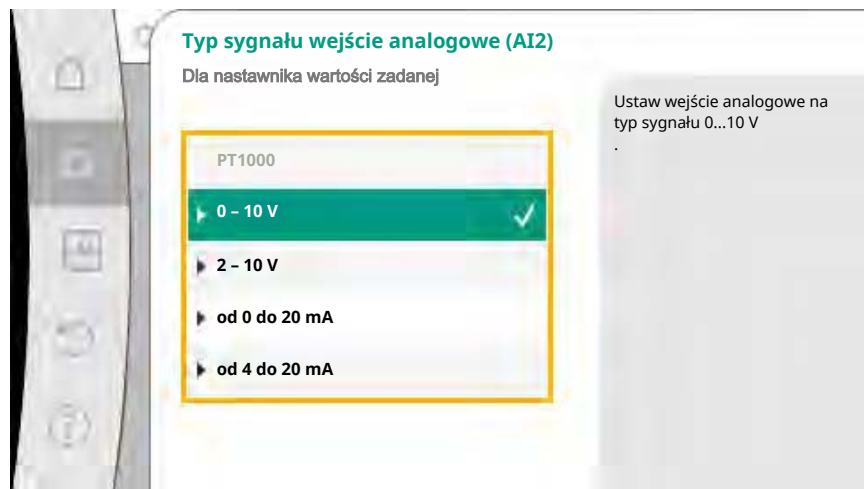 Typ sygnału wejście analogowe (AI2)
Dla nastawnika wartości zadanej
Ustaw wejście analogowe na
typ sygnału 0...10 V
.
PT1000
0 – 10 V
2 – 10 V
od 0 do 20 mA
od 4 do 20 mA